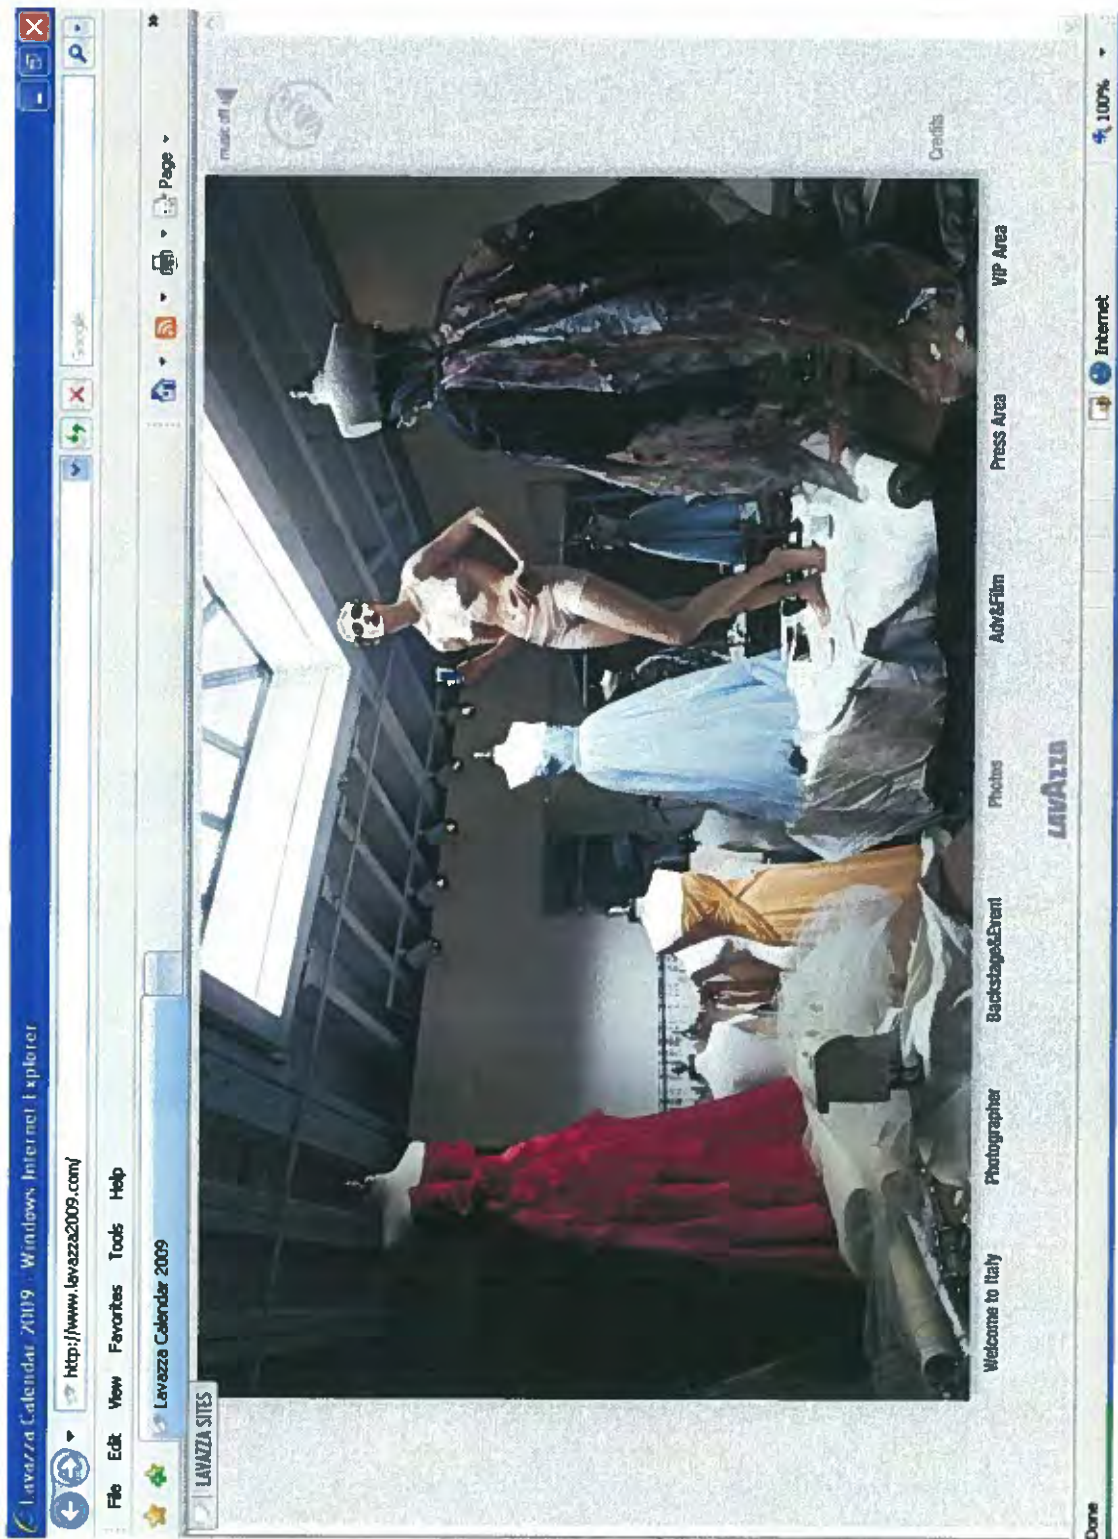 Lavazza Calendar 2009 - Windows Internet Explorer
http://www.lavazza2009.com/
Google
File Edit View Favorites Tools Help
Lavazza Calendar 2009
Page
LAVAZZA SITES
music off
Credits
Welcome to Italy Photographer Backstage&Event Photos Adv&Film Press Area VIP Area
LAVAZZA
Done
Internet
100%